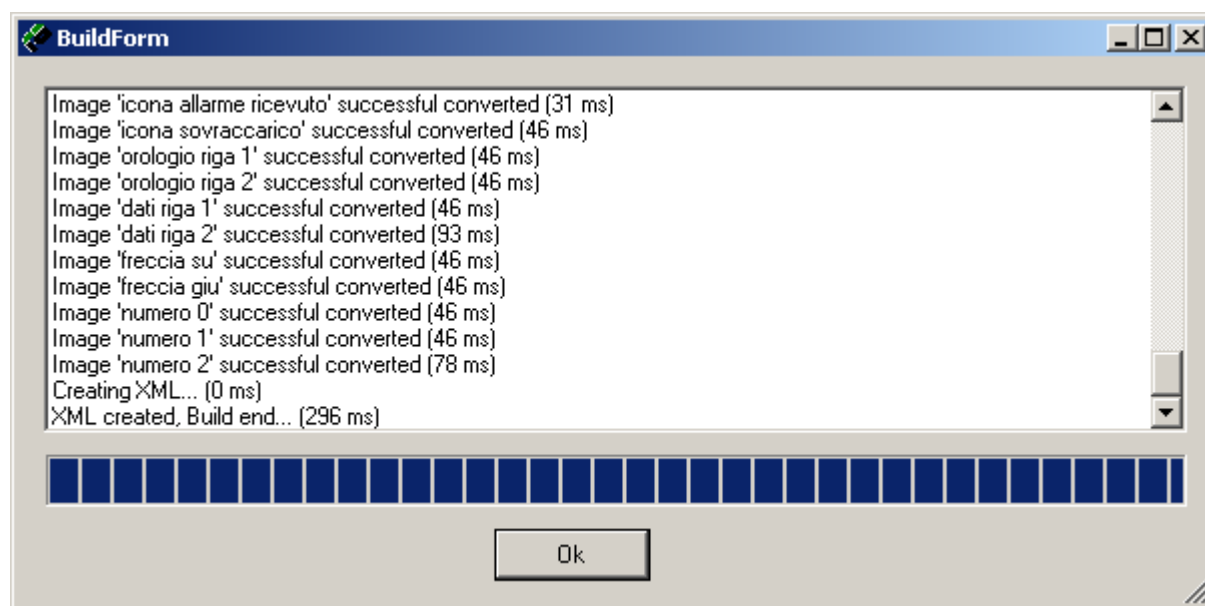 BuildForm
Image 'icona allarme ricevuto' successful converted (31 ms)
Image 'icona sovraccarico' successful converted (46 ms)
Image 'orologio riga 1' successful converted (46 ms)
Image 'orologio riga 2' successful converted (46 ms)
Image 'dati riga 1' successful converted (46 ms)
Image 'dati riga 2' successful converted (93 ms)
Image 'freccia su' successful converted (46 ms)
Image 'freccia giu' successful converted (46 ms)
Image 'numero 0' successful converted (46 ms)
Image 'numero 1' successful converted (46 ms)
Image 'numero 2' successful converted (78 ms)
Creating XML... (0 ms)
XML created, Build end... (296 ms)
Ok